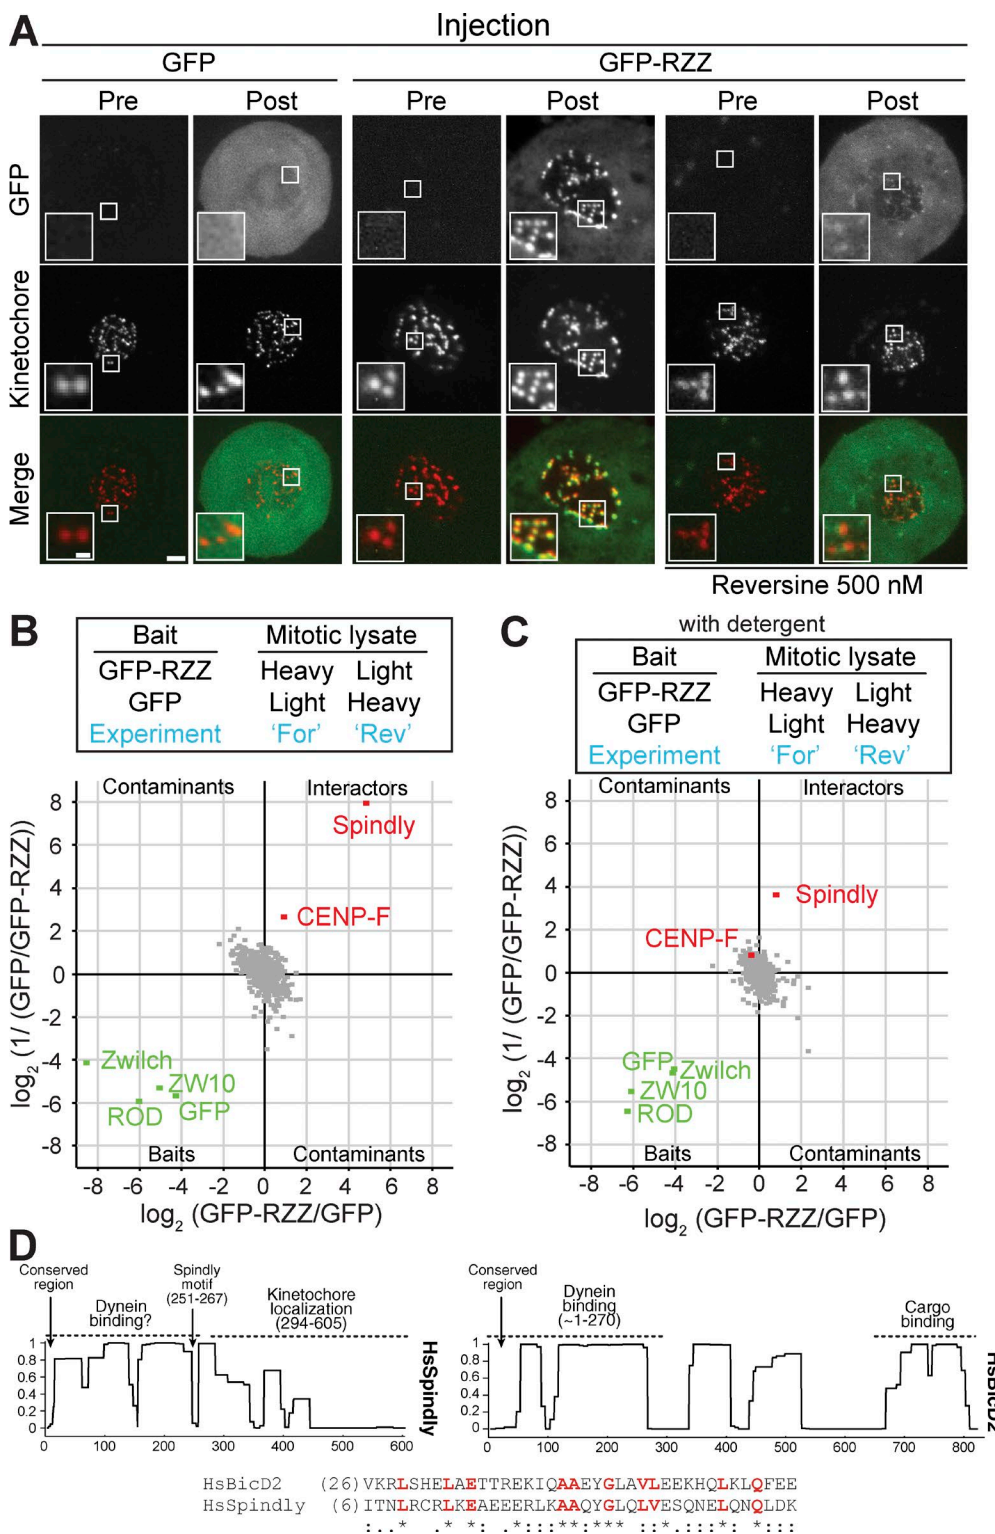 A
Injection
GFP
GFP-RZZ
Pre
Post
Pre
Post
Pre
Post
GFP
Kinetochore
Merge
Reversine 500 nM
B
Bait Mitotic lysate
GFP-RZZ Heavy Light
GFP Light Heavy
Experiment ‘For’ ‘Rev’
Contaminants
Interactors
Spindly
CENP-F
Zwilch
ZW10
ROD
GFP
Baits
Contaminants
8
6
4
2
0
-2
-4
-6
-8
-8 -6 -4 -2 0 2 4 6 8
log2 (1/ (GFP/GFP-RZZ))
log2 (GFP-RZZ/GFP)
C
with detergent
Bait Mitotic lysate
GFP-RZZ Heavy Light
GFP Light Heavy
Experiment ‘For’ ‘Rev’
Contaminants
Interactors
Spindly
CENP-F
GFP
Zwilch
ZW10
ROD
Baits
Contaminants
8
6
4
2
0
-2
-4
-6
-8
-8 -6 -4 -2 0 2 4 6 8
log2 (1/ (GFP/GFP-RZZ))
log2 (GFP-RZZ/GFP)
D
Conserved
region
Dynein
binding?
Spindly
motif
(251-267)
Kinetochore
localization
(294-605)
1
0.8
0.6
0.4
0.2
0
0 100 200 300 400 500 600
HsSpindly
Conserved
region
Dynein
binding
(~1-270)
Cargo
binding
1
0.8
0.6
0.4
0.2
0
0 100 200 300 400 500 600 700 800
HsBicD2
HsBicD2 (26) VKRLSHELAETTREKIQAAEYGLAVLEEKHQLKLQFEE
HsSpindly (6) ITNLRCRLKEAEEERLKAAQYGLQLVESQNELQNQLDK
:..* .*.*: .*:::**:*** ::*.:::*: *:::